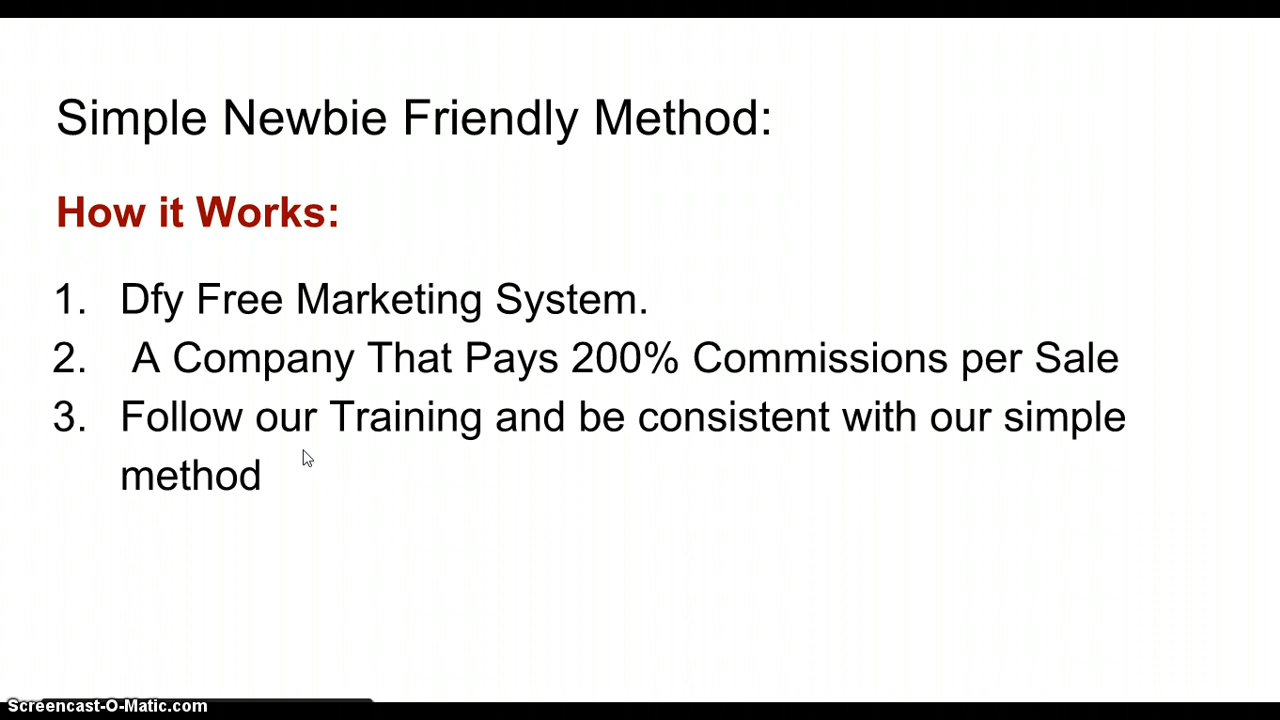 Simple Newbie Friendly Method:
How it Works:
1. Dfy Free Marketing System.
2. A Company That Pays 200% Commissions per Sale
3. Follow our Training and be consistent with our simple
method
Screencast-O-Matic.com